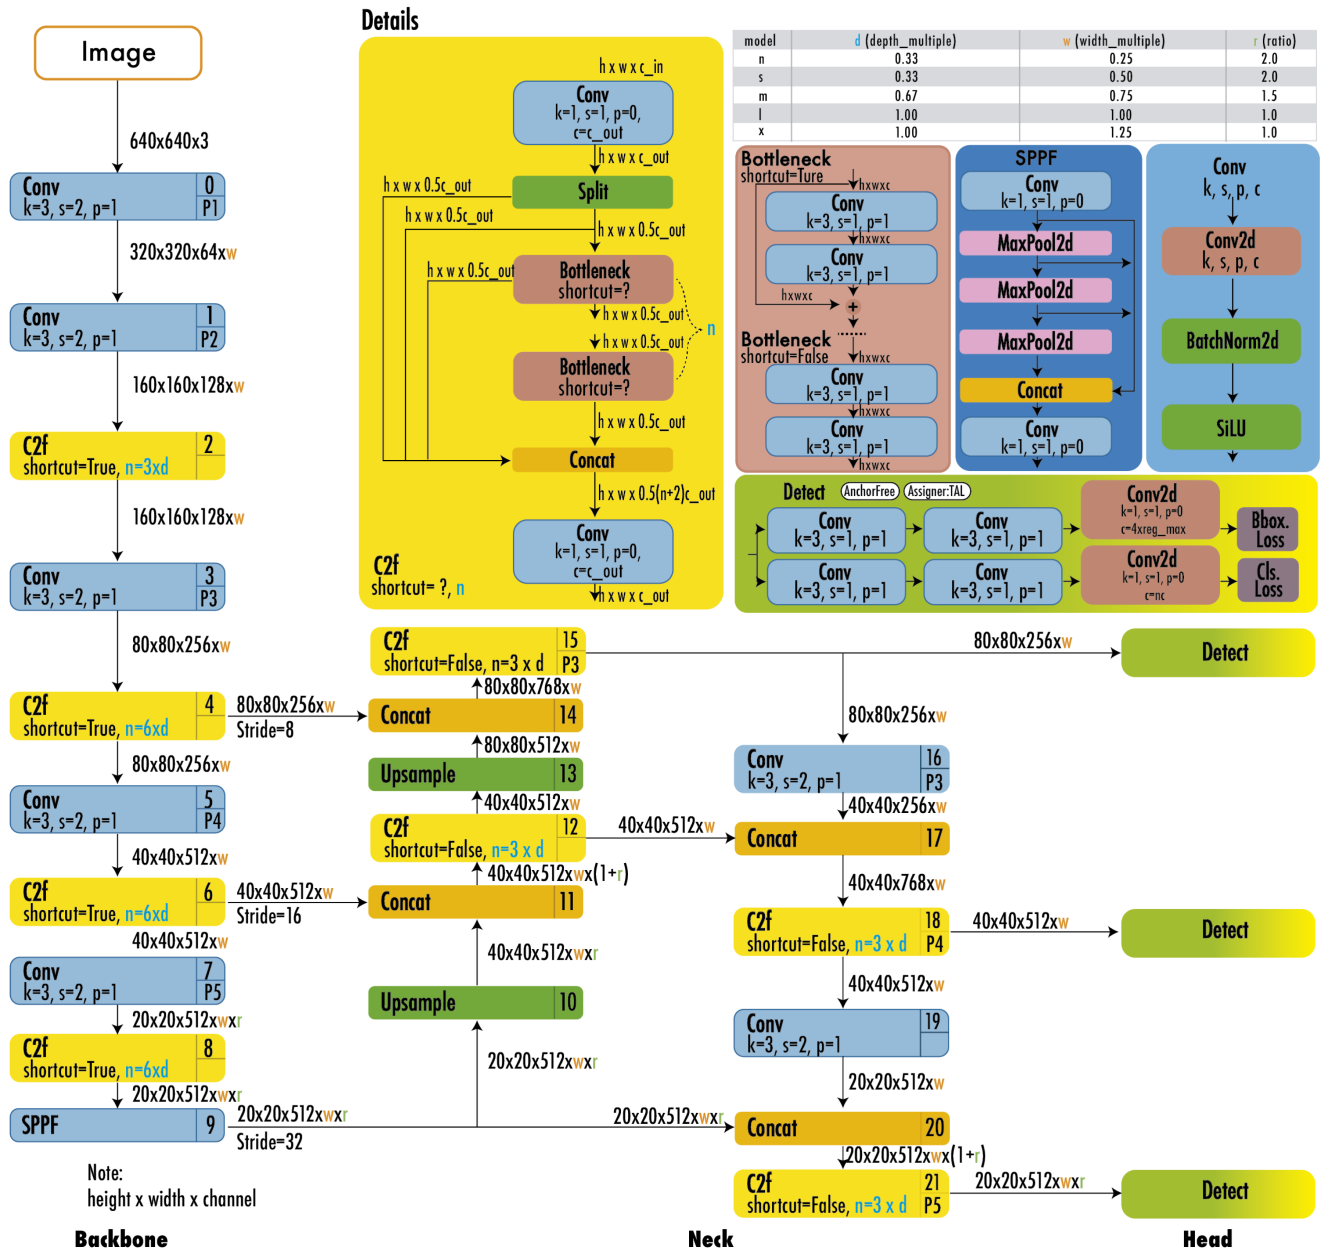 Image
640x640x3
Conv
k=3, s=2, p=1
0
P1
320x320x64xw
Conv
k=3, s=2, p=1
1
P2
160x160x128xw
C2f
shortcut=True, n=3xd
2
160x160x128xw
Conv
k=3, s=2, p=1
3
P3
80x80x256xw
C2f
shortcut=True, n=6xd
4
80x80x256xw
Stride=8
80x80x256xw
Conv
k=3, s=2, p=1
5
P4
40x40x512xw
C2f
shortcut=True, n=6xd
6
40x40x512xw
Stride=16
40x40x512xw
Conv
k=3, s=2, p=1
7
P5
20x20x512xwxr
C2f
shortcut=True, n=6xd
8
20x20x512xwxr
SPPF
9
20x20x512xwxr
Stride=32
Note:
height x width x channel
Backbone
Details
h x w x c_in
Conv
k=1, s=1, p=0,
c=c_out
h x w x c_out
Split
h x w x 0.5c_out
h x w x 0.5c_out
h x w x 0.5c_out
h x w x 0.5c_out
Bottleneck
shortcut=?
h x w x 0.5c_out
n
h x w x 0.5c_out
Bottleneck
shortcut=?
h x w x 0.5c_out
Concat
h x w x 0.5(n+2)c_out
Conv
k=1, s=1, p=0,
c=c_out
h x w x c_out
C2f
shortcut= ?, n
model d (depth_multiple) w (width_multiple) r (ratio)
n 0.33 0.25 2.0
s 0.33 0.50 2.0
m 0.67 0.75 1.5
l 1.00 1.00 1.0
x 1.00 1.25 1.0
Bottleneck
shortcut=Ture
hxwxc
Conv
k=3, s=1, p=1
hxwxc
Conv
k=3, s=1, p=1
hxwxc
+
Bottleneck
shortcut=False
hxwxc
Conv
k=3, s=1, p=1
hxwxc
Conv
k=3, s=1, p=1
hxwxc
SPPF
Conv
k=1, s=1, p=0
MaxPool2d
MaxPool2d
MaxPool2d
Concat
Conv
k=1, s=1, p=0
Conv
k, s, p, c
Conv2d
k, s, p, c
BatchNorm2d
SiLU
Detect
AnchorFree
Assigner:TAL
Conv
k=3, s=1, p=1
Conv
k=3, s=1, p=1
Conv2d
k=1, s=1, p=0
c=4xreg_max
Bbox.
Loss
Conv
k=3, s=1, p=1
Conv
k=3, s=1, p=1
Conv2d
k=1, s=1, p=0
c=nc
Cls.
Loss
C2f
shortcut=False, n=3 x d
15
P3
80x80x768xw
Concat
14
80x80x512xw
Upsample
13
40x40x512xw
C2f
shortcut=False, n=3 x d
12
40x40x512xw
40x40x512xwx(1+r)
Concat
11
40x40x512xwxr
Upsample
10
20x20x512xwxr
20x20x512xwxr
80x80x256xw
Detect
80x80x256xw
Conv
k=3, s=2, p=1
16
P3
40x40x256xw
Concat
17
40x40x768xw
C2f
shortcut=False, n=3 x d
18
P4
40x40x512xw
Detect
40x40x512xw
Conv
k=3, s=2, p=1
19
20x20x512xw
Concat
20
20x20x512xwx(1+r)
C2f
shortcut=False, n=3 x d
21
P5
20x20x512xwxr
Detect
Neck
Head